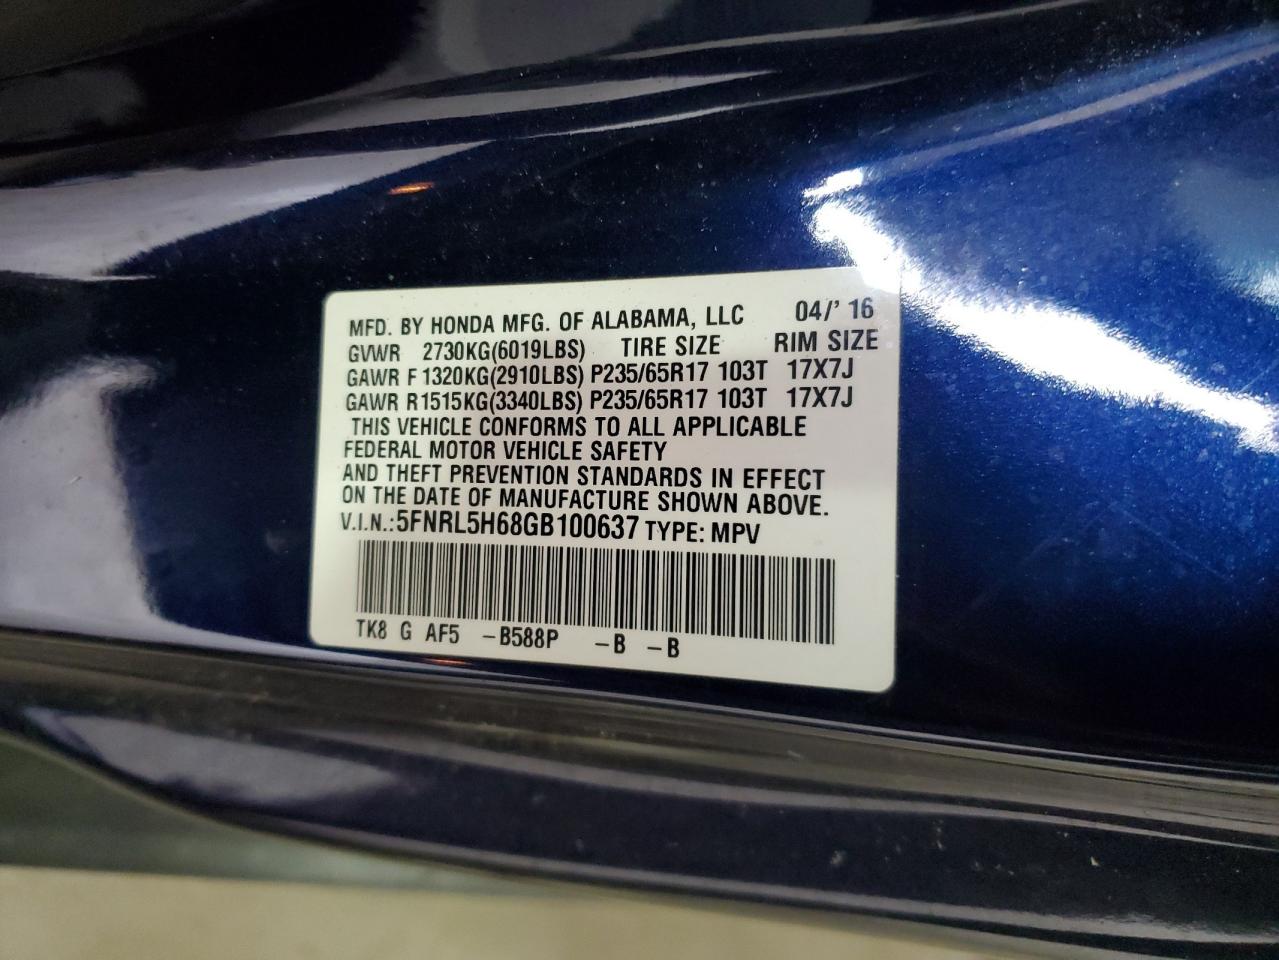 MFD. BY HONDA MFG. OF ALABAMA, LLC 04/' 16
GVWR 2730KG(6019LBS) TIRE SIZE RIM SIZE
GAWR F 1320KG(2910LBS) P235/65R17 103T 17X7J
GAWR R1515KG(3340LBS) P235/65R17 103T 17X7J
THIS VEHICLE CONFORMS TO ALL APPLICABLE
FEDERAL MOTOR VEHICLE SAFETY
AND THEFT PREVENTION STANDARDS IN EFFECT
ON THE DATE OF MANUFACTURE SHOWN ABOVE.
V.I.N.:5FNRL5H68GB100637 TYPE: MPV
TK8 G AF5 -B588P -B -B